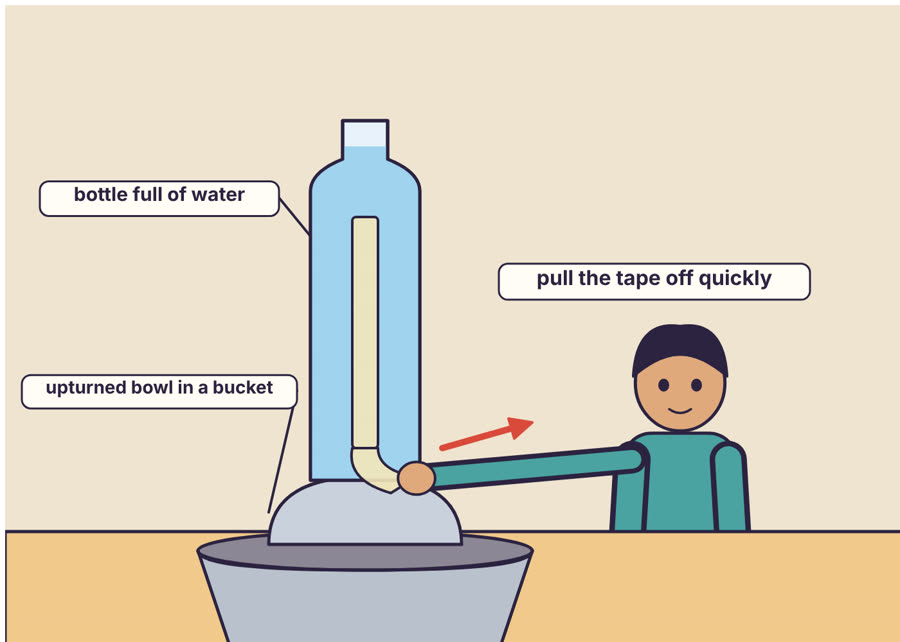 bottle full of water
pull the tape off quickly
upturned bowl in a bucket